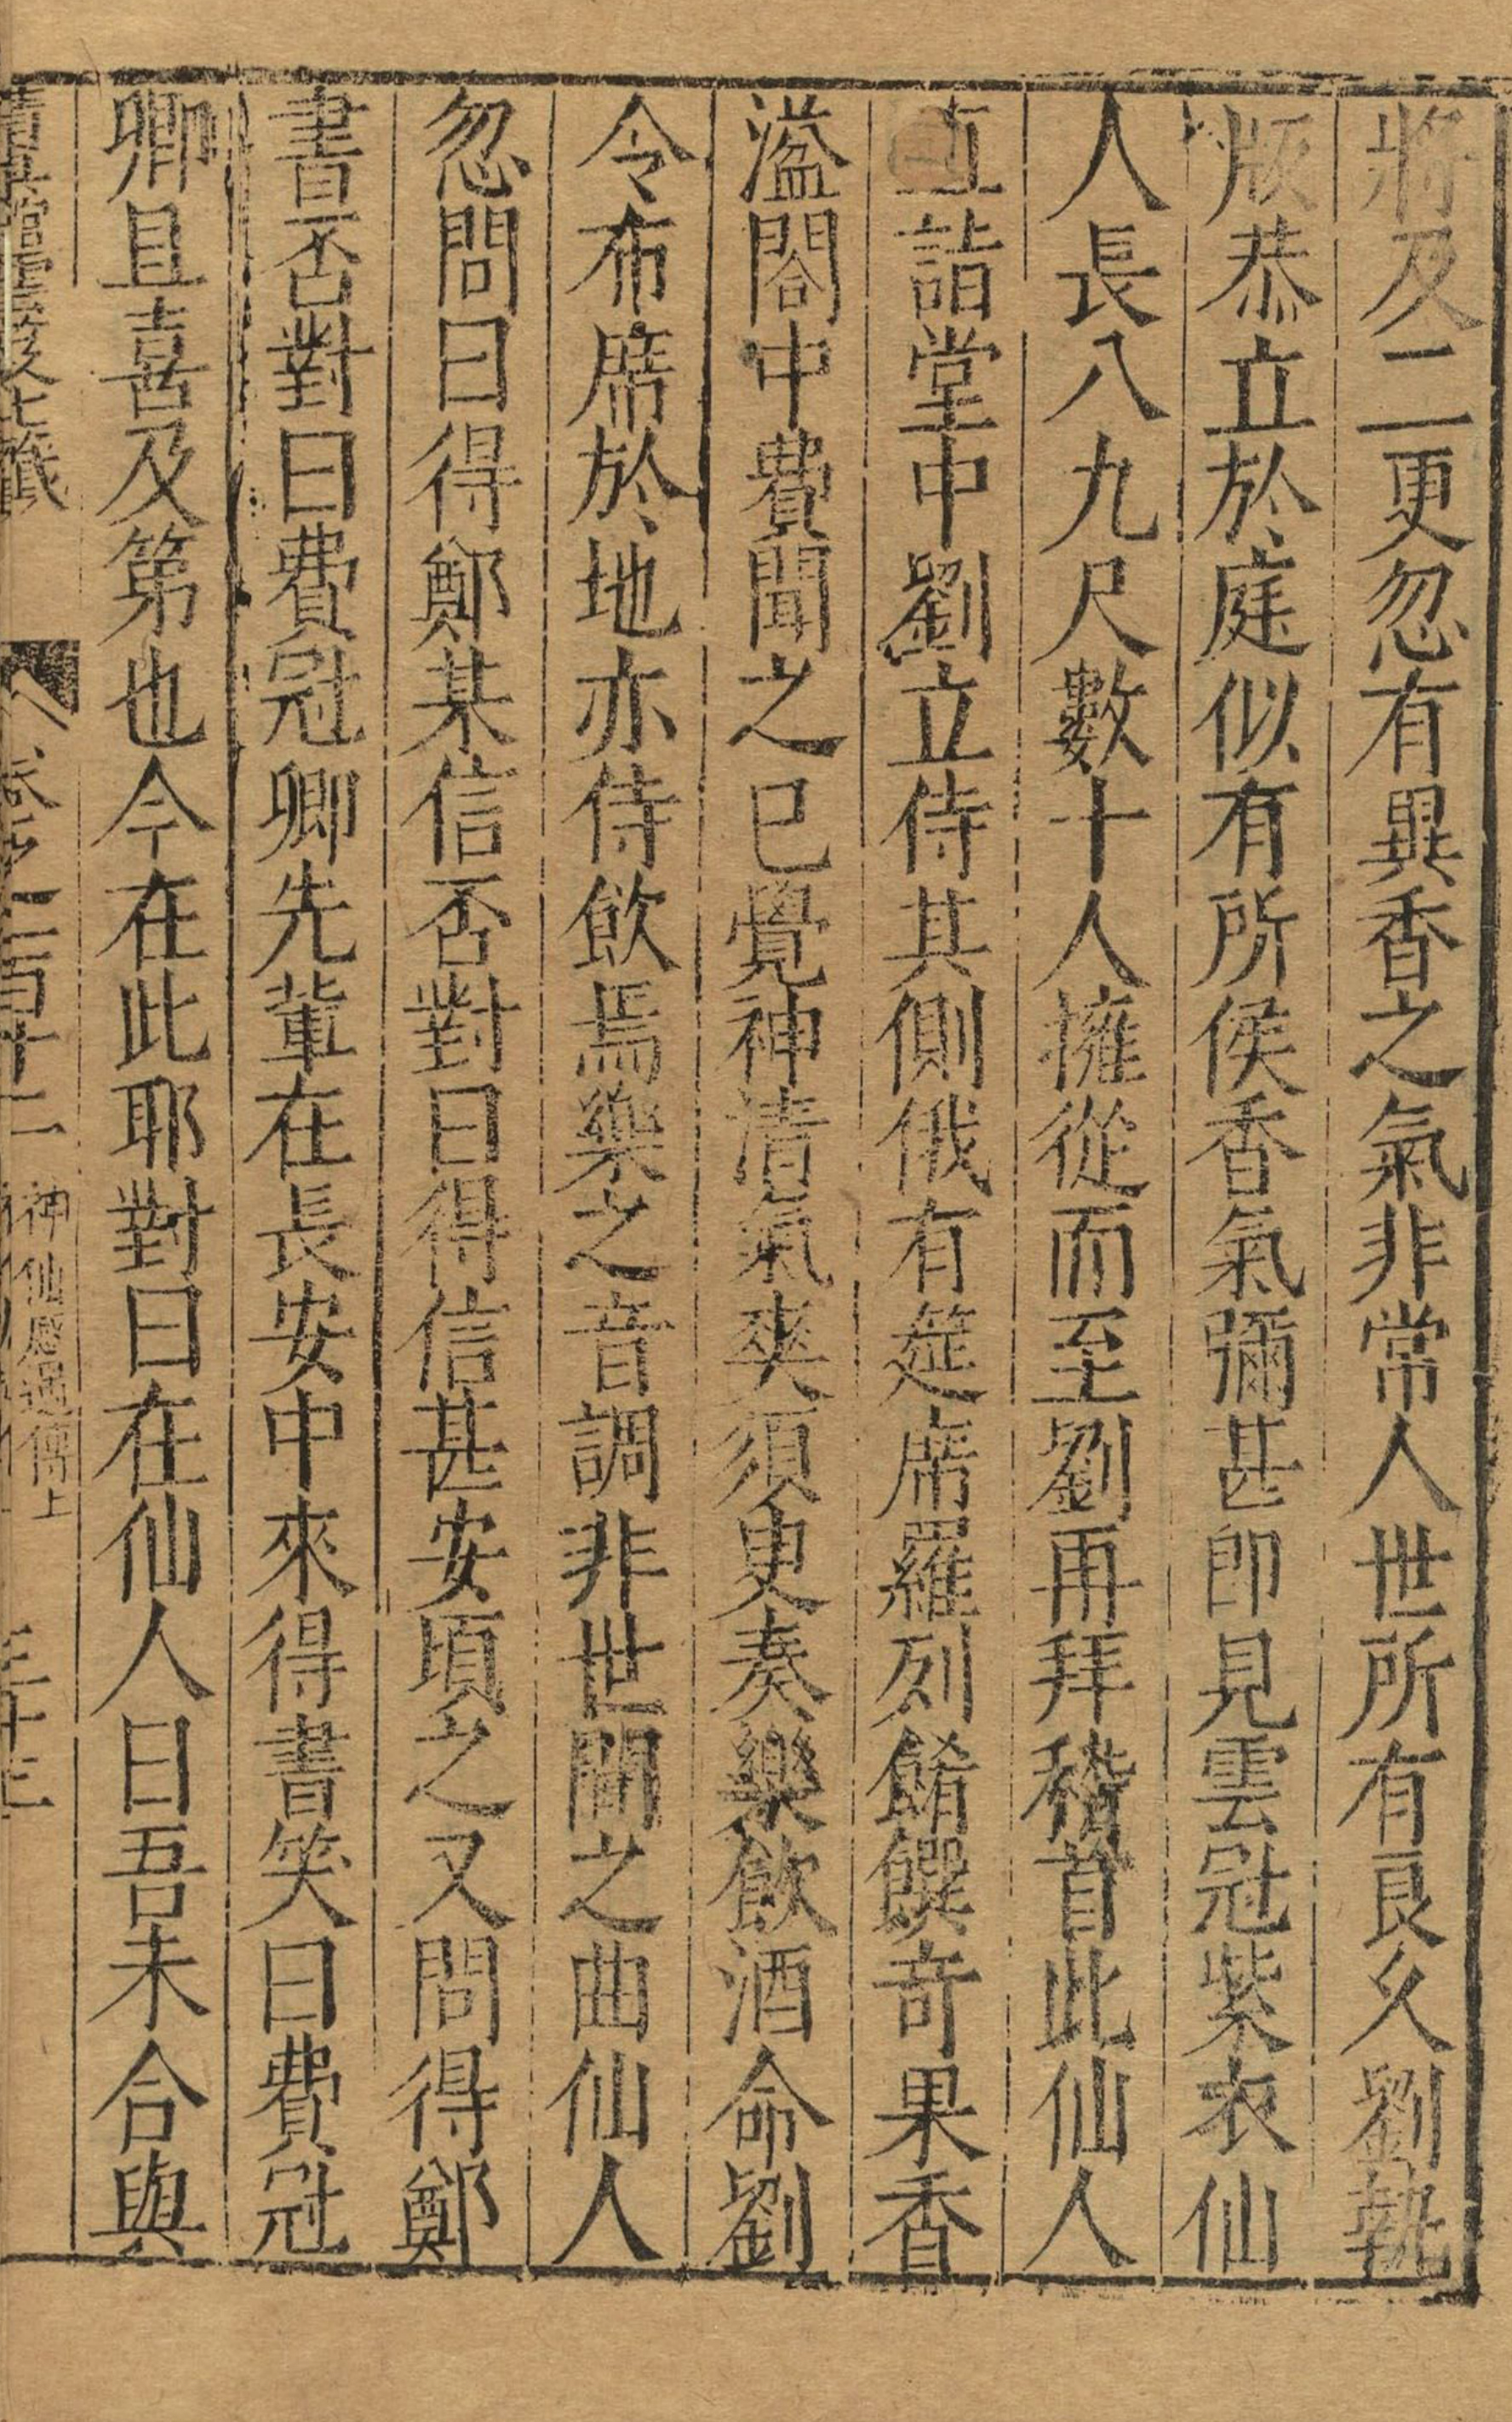 將及二更忽有異香之氣非常人世所有良久劉執
版恭立於庭似有所侯香氣彌甚即見雲冠紫衣仙
人長八九尺數十人擁從而至劉再拜稽首此仙人
直詣堂中劉立侍其側俄有筵席羅列餚饌奇果香
溢閤中費聞之已覺神清氣爽須臾奏樂飲酒命劉
令布席於地亦侍飲焉樂之音調非世間之曲仙人
忽問曰得鄭某信否對曰得信甚安頃之又問得鄭
書否對曰費冠卿先輩在長安中來得書笑曰費冠
卿且喜及第也今在此耶對曰在仙人曰吾未合與
雲笈七籤 卷之一百十二 神仙感遇傳上 三十三